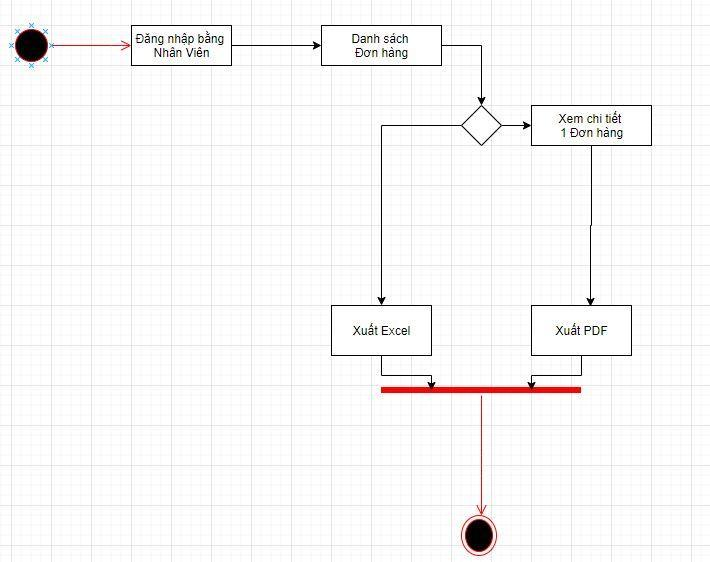 Đăng nhập bằng
Nhân Viên
Danh sách
Đơn hàng
Xem chi tiết
1 Đơn hàng
Xuất Excel
Xuất PDF